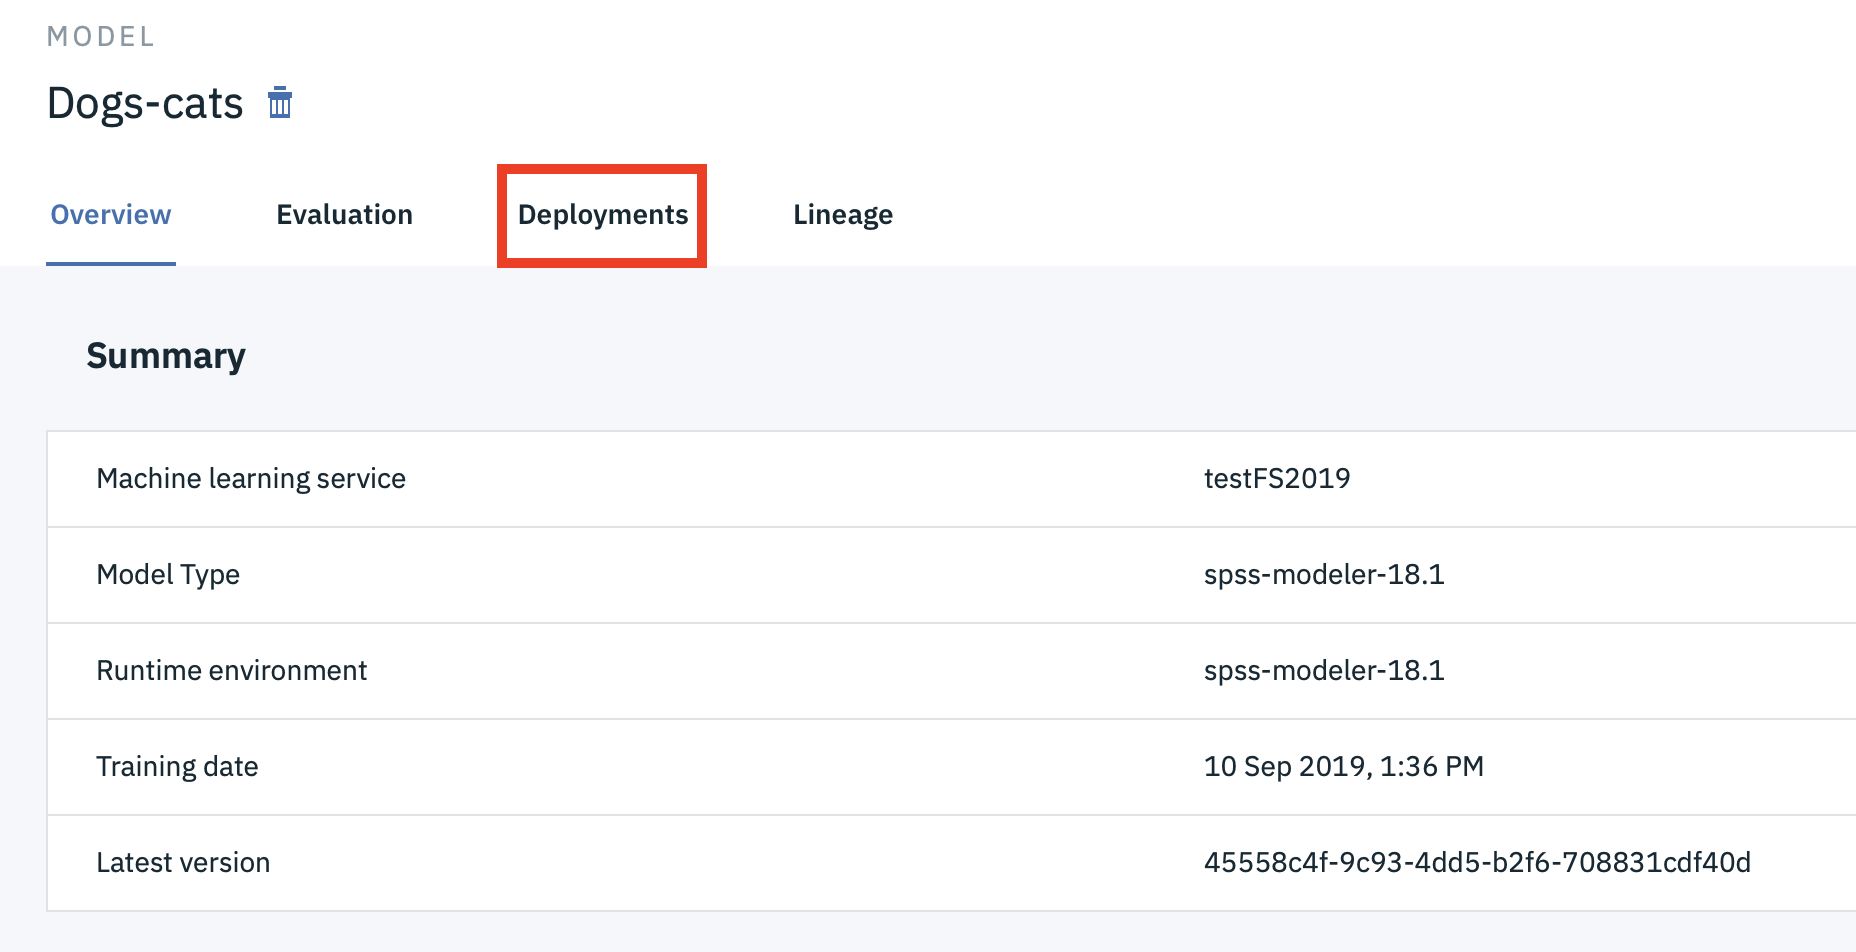 MODEL
Dogs-cats
Overview Evaluation Deployments Lineage
Summary
Machine learning service testFS2019
Model Type spss-modeler-18.1
Runtime environment spss-modeler-18.1
Training date 10 Sep 2019, 1:36 PM
Latest version 45558c4f-9c93-4dd5-b2f6-708831cdf40d